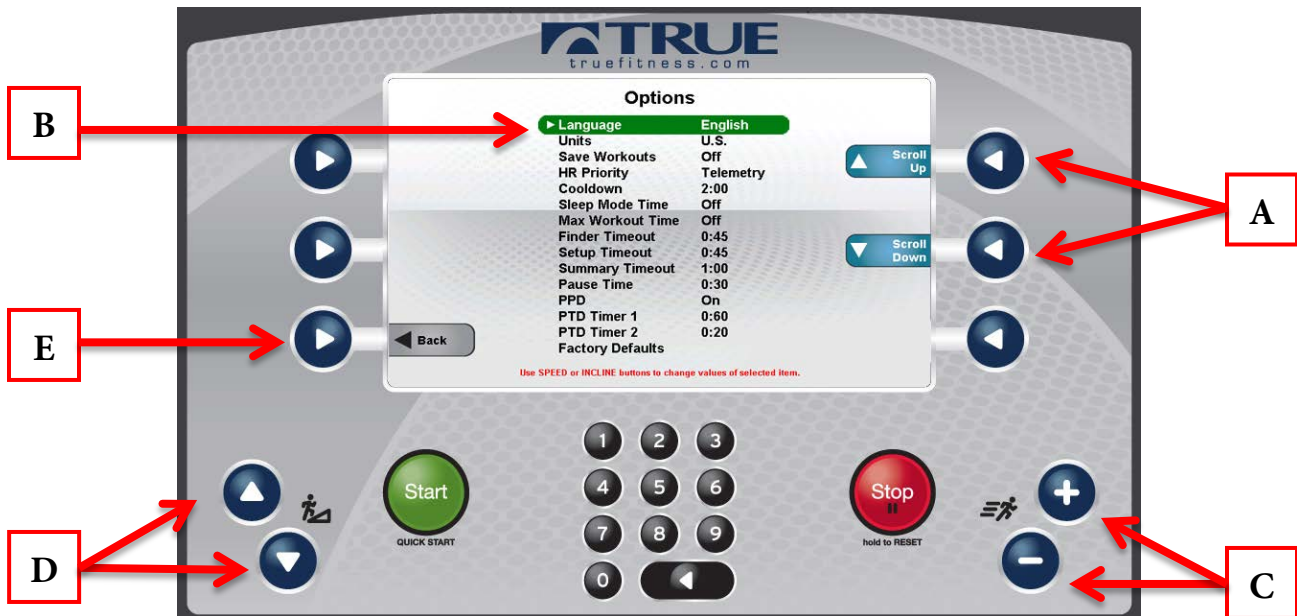 TRUE
truefitness.com
Options
Language English
Units U.S.
Save Workouts Off
HR Priority Telemetry
Cooldown 2:00
Sleep Mode Time Off
Max Workout Time Off
Finder Timeout 0:45
Setup Timeout 0:45
Summary Timeout 1:00
Pause Time 0:30
PPD On
PTD Timer 1 0:60
PTD Timer 2 0:20
Factory Defaults
Use SPEED or INCLINE buttons to change values of selected item.
Scroll
Up
Scroll
Down
Back
B
E
D
A
C
Start
QUICK START
1 2 3
4 5 6
7 8 9
0
Stop
hold to RESET
+
−